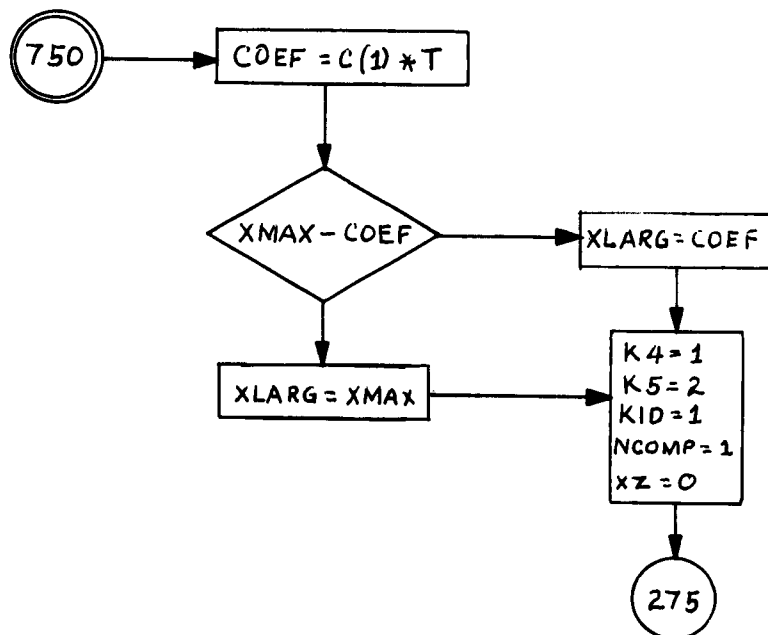 750
COEF = C(1) * T
XMAX - COEF
XLARG = COEF
XLARG = XMAX
K4 = 1
K5 = 2
KID = 1
NCOMP = 1
XZ = 0
275